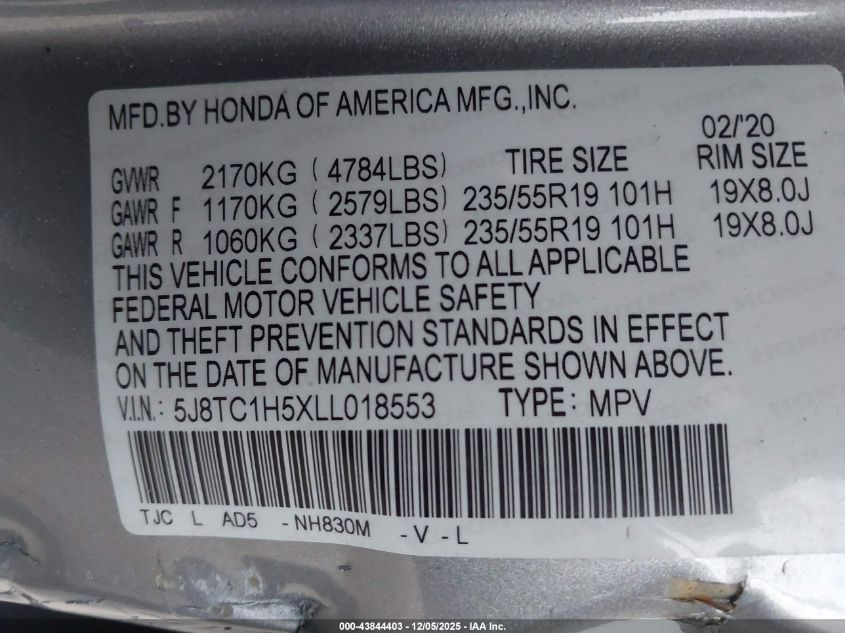 MFD.BY HONDA OF AMERICA MFG.,INC.
02/'20
GVWR 2170KG ( 4784LBS) TIRE SIZE RIM SIZE
GAWR F 1170KG ( 2579LBS) 235/55R19 101H 19X8.0J
GAWR R 1060KG ( 2337LBS) 235/55R19 101H 19X8.0J
THIS VEHICLE CONFORMS TO ALL APPLICABLE
FEDERAL MOTOR VEHICLE SAFETY
AND THEFT PREVENTION STANDARDS IN EFFECT
ON THE DATE OF MANUFACTURE SHOWN ABOVE.
V.I.N.: 5J8TC1H5XLL018553 TYPE: MPV
TJC L AD5 -NH830M -V-L
000-43844403 - 12/05/2025 - IAA Inc.